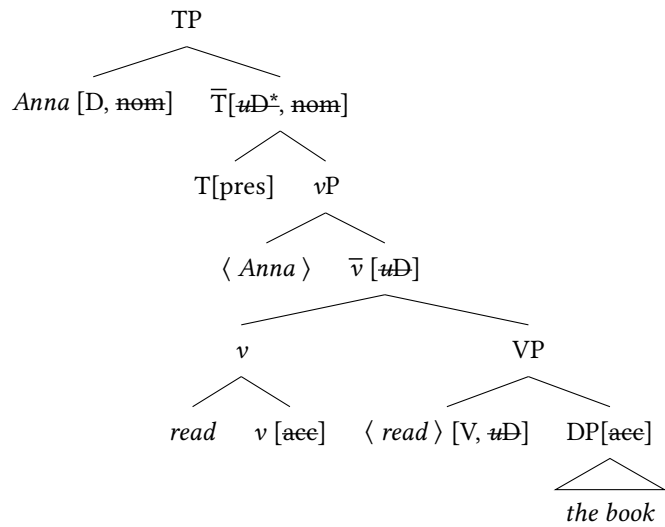 TP
Anna [D, nom] T̅[uD*, nom]
T[pres] vP
⟨ Anna ⟩ v̅ [uD]
v VP
read v [acc] ⟨ read ⟩ [V, uD] DP[acc]
the book